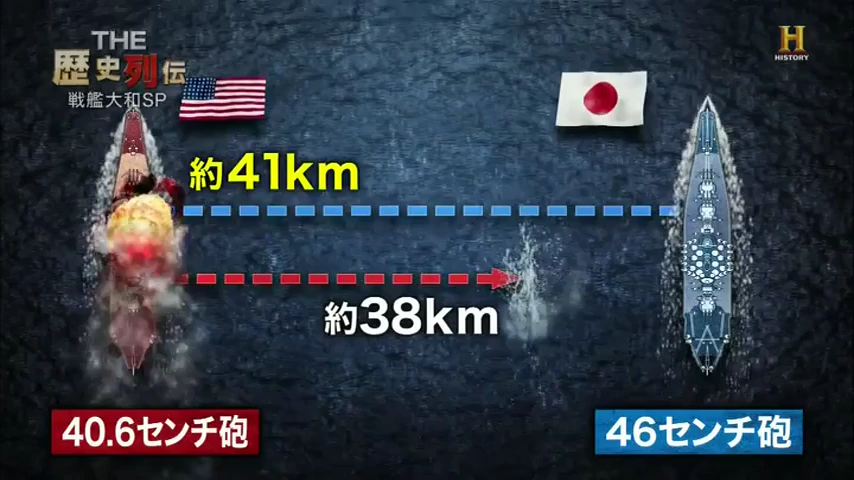 THE
歴史列伝
戦艦大和SP
H
HISTORY
約41km
約38km
40.6センチ砲
46センチ砲